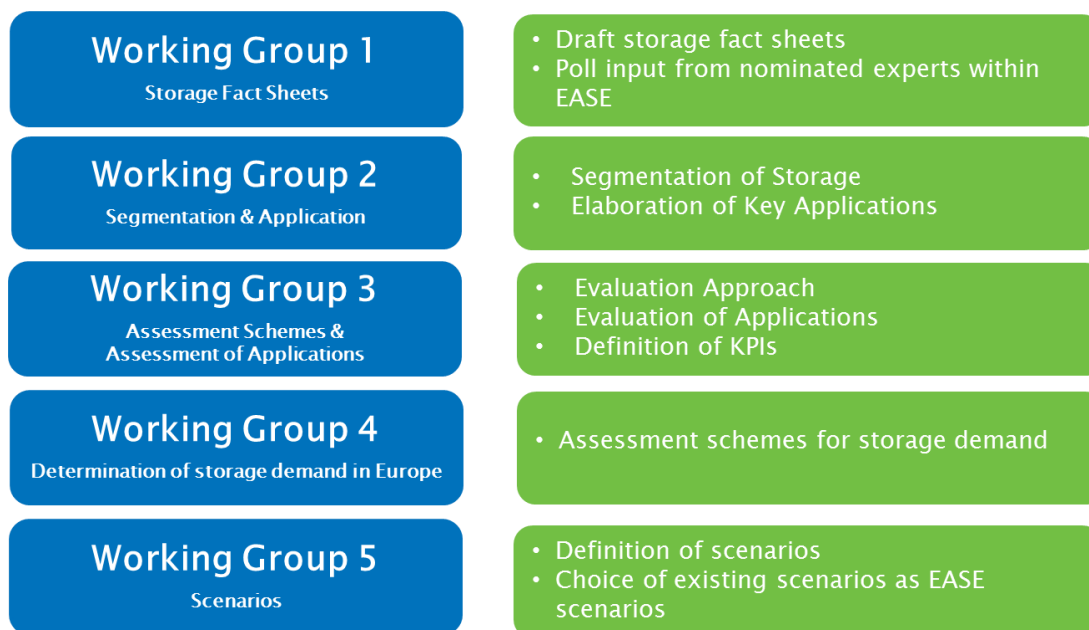 Working Group 1
Storage Fact Sheets
• Draft storage fact sheets
• Poll input from nominated experts within
EASE
Working Group 2
Segmentation & Application
• Segmentation of Storage
• Elaboration of Key Applications
Working Group 3
Assessment Schemes &
Assessment of Applications
• Evaluation Approach
• Evaluation of Applications
• Definition of KPIs
Working Group 4
Determination of storage demand in Europe
• Assessment schemes for storage demand
Working Group 5
Scenarios
• Definition of scenarios
• Choice of existing scenarios as EASE
scenarios